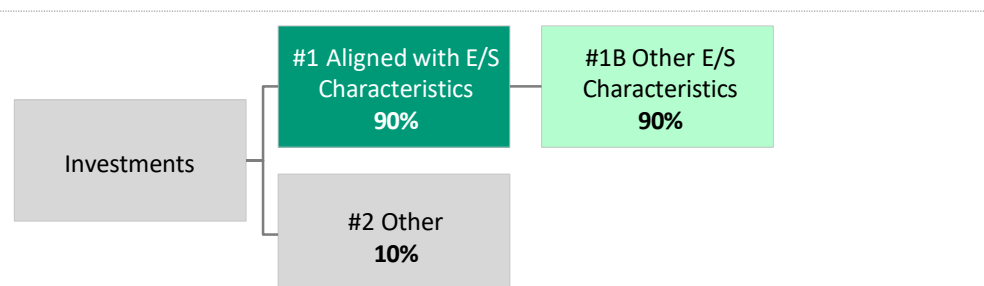 #1 Aligned with E/S
Characteristics
90%
#1B Other E/S
Characteristics
90%
Investments
#2 Other
10%